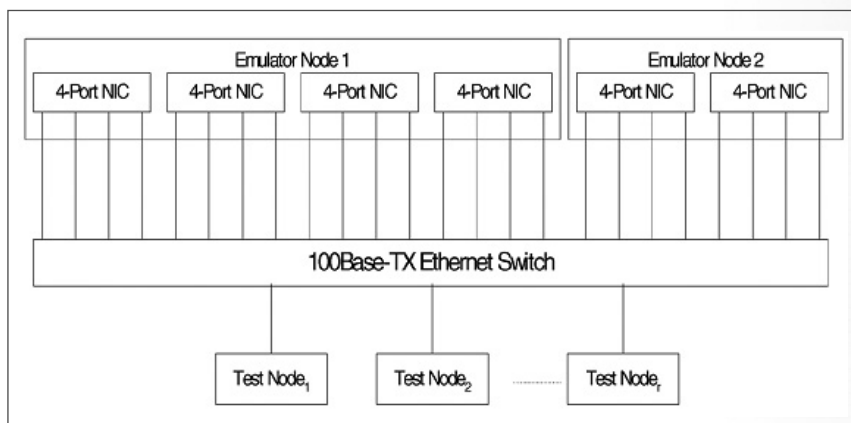 Emulator Node 1
Emulator Node 2
4-Port NIC
4-Port NIC
4-Port NIC
4-Port NIC
4-Port NIC
4-Port NIC
100Base-TX Ethernet Switch
Test Node1
Test Node2
Test Noder